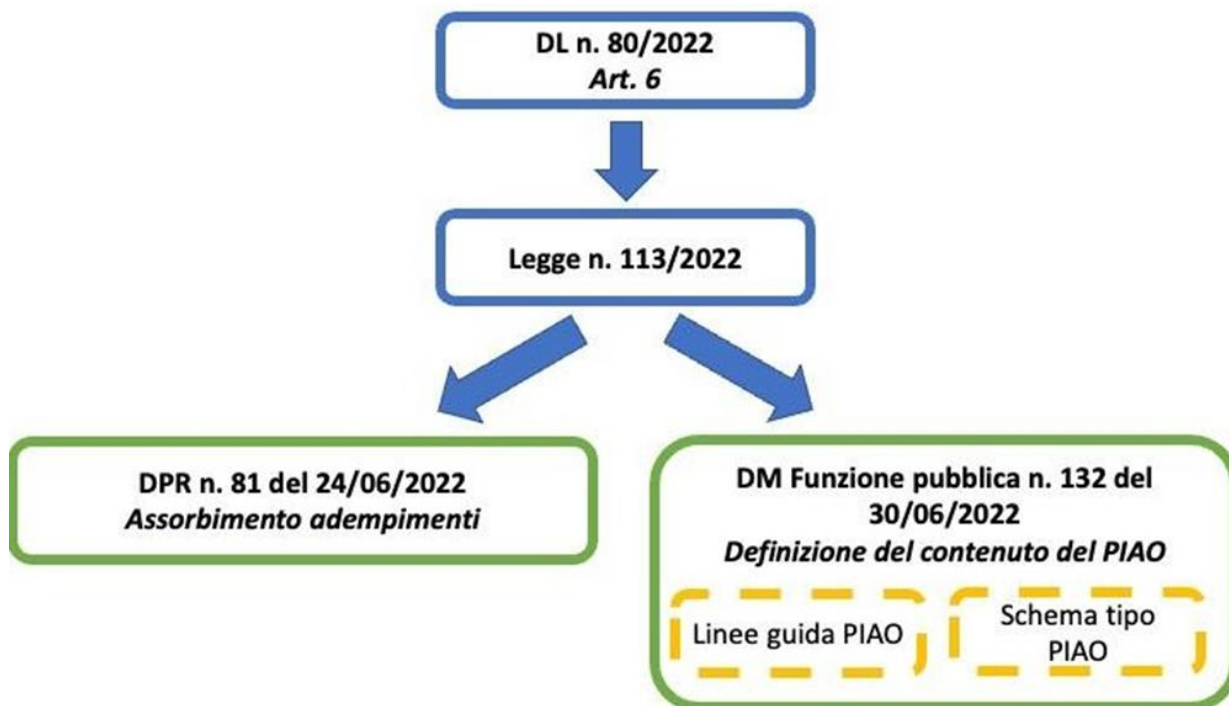 DL n. 80/2022
Art. 6
Legge n. 113/2022
DPR n. 81 del 24/06/2022
Assorbimento adempimenti
DM Funzione pubblica n. 132 del
30/06/2022
Definizione del contenuto del PIAO
Linee guida PIAO
Schema tipo
PIAO